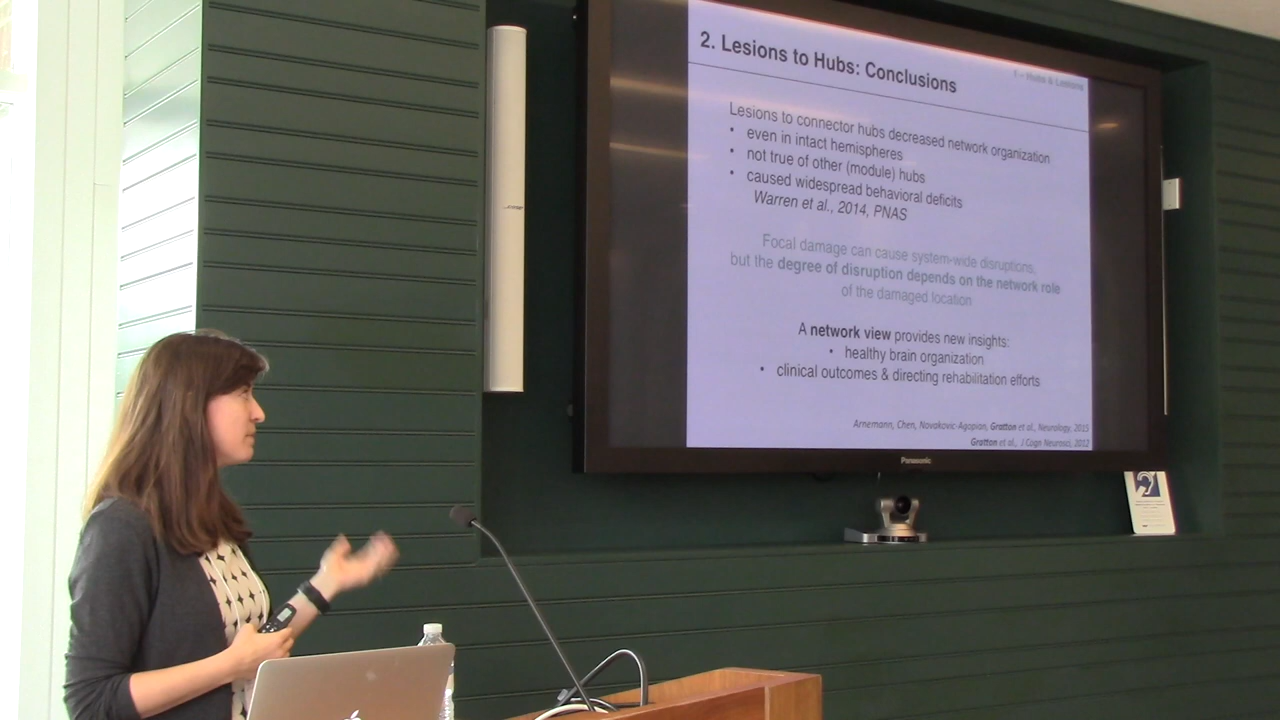 2. Lesions to Hubs: Conclusions
1 – Hubs & Lesions
Lesions to connector hubs decreased network organization
• even in intact hemispheres
• not true of other (module) hubs
• caused widespread behavioral deficits
Warren et al., 2014, PNAS
Focal damage can cause system-wide disruptions,
but the degree of disruption depends on the network role
of the damaged location
A network view provides new insights:
• healthy brain organization
• clinical outcomes & directing rehabilitation efforts
Arnemann, Chen, Novakovic-Agopian, Gratton et al., Neurology, 2015
Gratton et al., J Cogn Neurosci, 2012
Panasonic